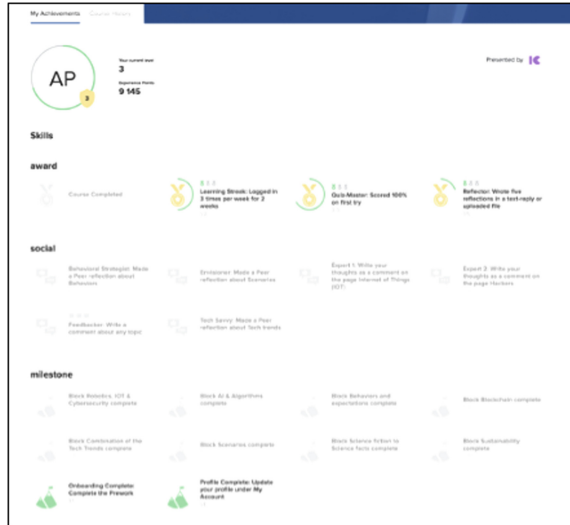 My Achievements
AP
3
Your current level
3
Experience Points
9 145
Presented by
Skills
award
Course Completed
Learning Streak: Logged in
3 times per week for 2
weeks
Quiz-Master: Scored 100%
on first try
Reflector: Wrote five
reflections in a text-reply or
uploaded file
social
Behavioral Strategist: Made
a Peer reflection about
Behaviors
Envisioner: Made a Peer
reflection about Scenarios
Expert 1: Write your
thoughts as a comment on
the page Internet of Things
(IOT)
Expert 2: Write your
thoughts as a comment on
the page Hackers
Feedbacker: Write a
comment about any topic
Tech Savvy: Made a Peer
reflection about Tech trends
milestone
Block Robotics, IOT &
Cybersecurity complete
Block AI & Algorithms
complete
Block Behaviors and
expectations complete
Block Blockchain complete
Block Combination of the
Tech Trends complete
Block Scenarios complete
Block Science fiction to
Science facts complete
Block Sustainability
complete
Onboarding Complete:
Complete the Prework
Profile Complete: Update
your profile under My
Account